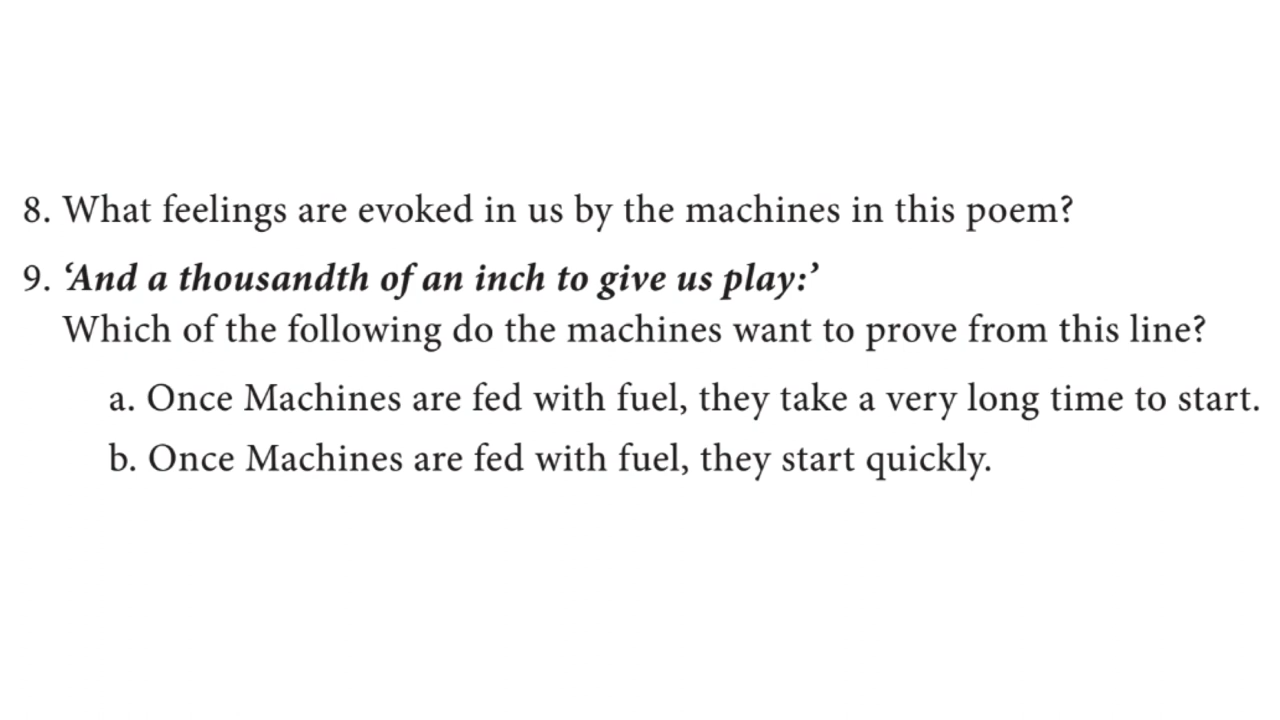 8. What feelings are evoked in us by the machines in this poem?
9. ‘And a thousandth of an inch to give us play:’
Which of the following do the machines want to prove from this line?
a. Once Machines are fed with fuel, they take a very long time to start.
b. Once Machines are fed with fuel, they start quickly.